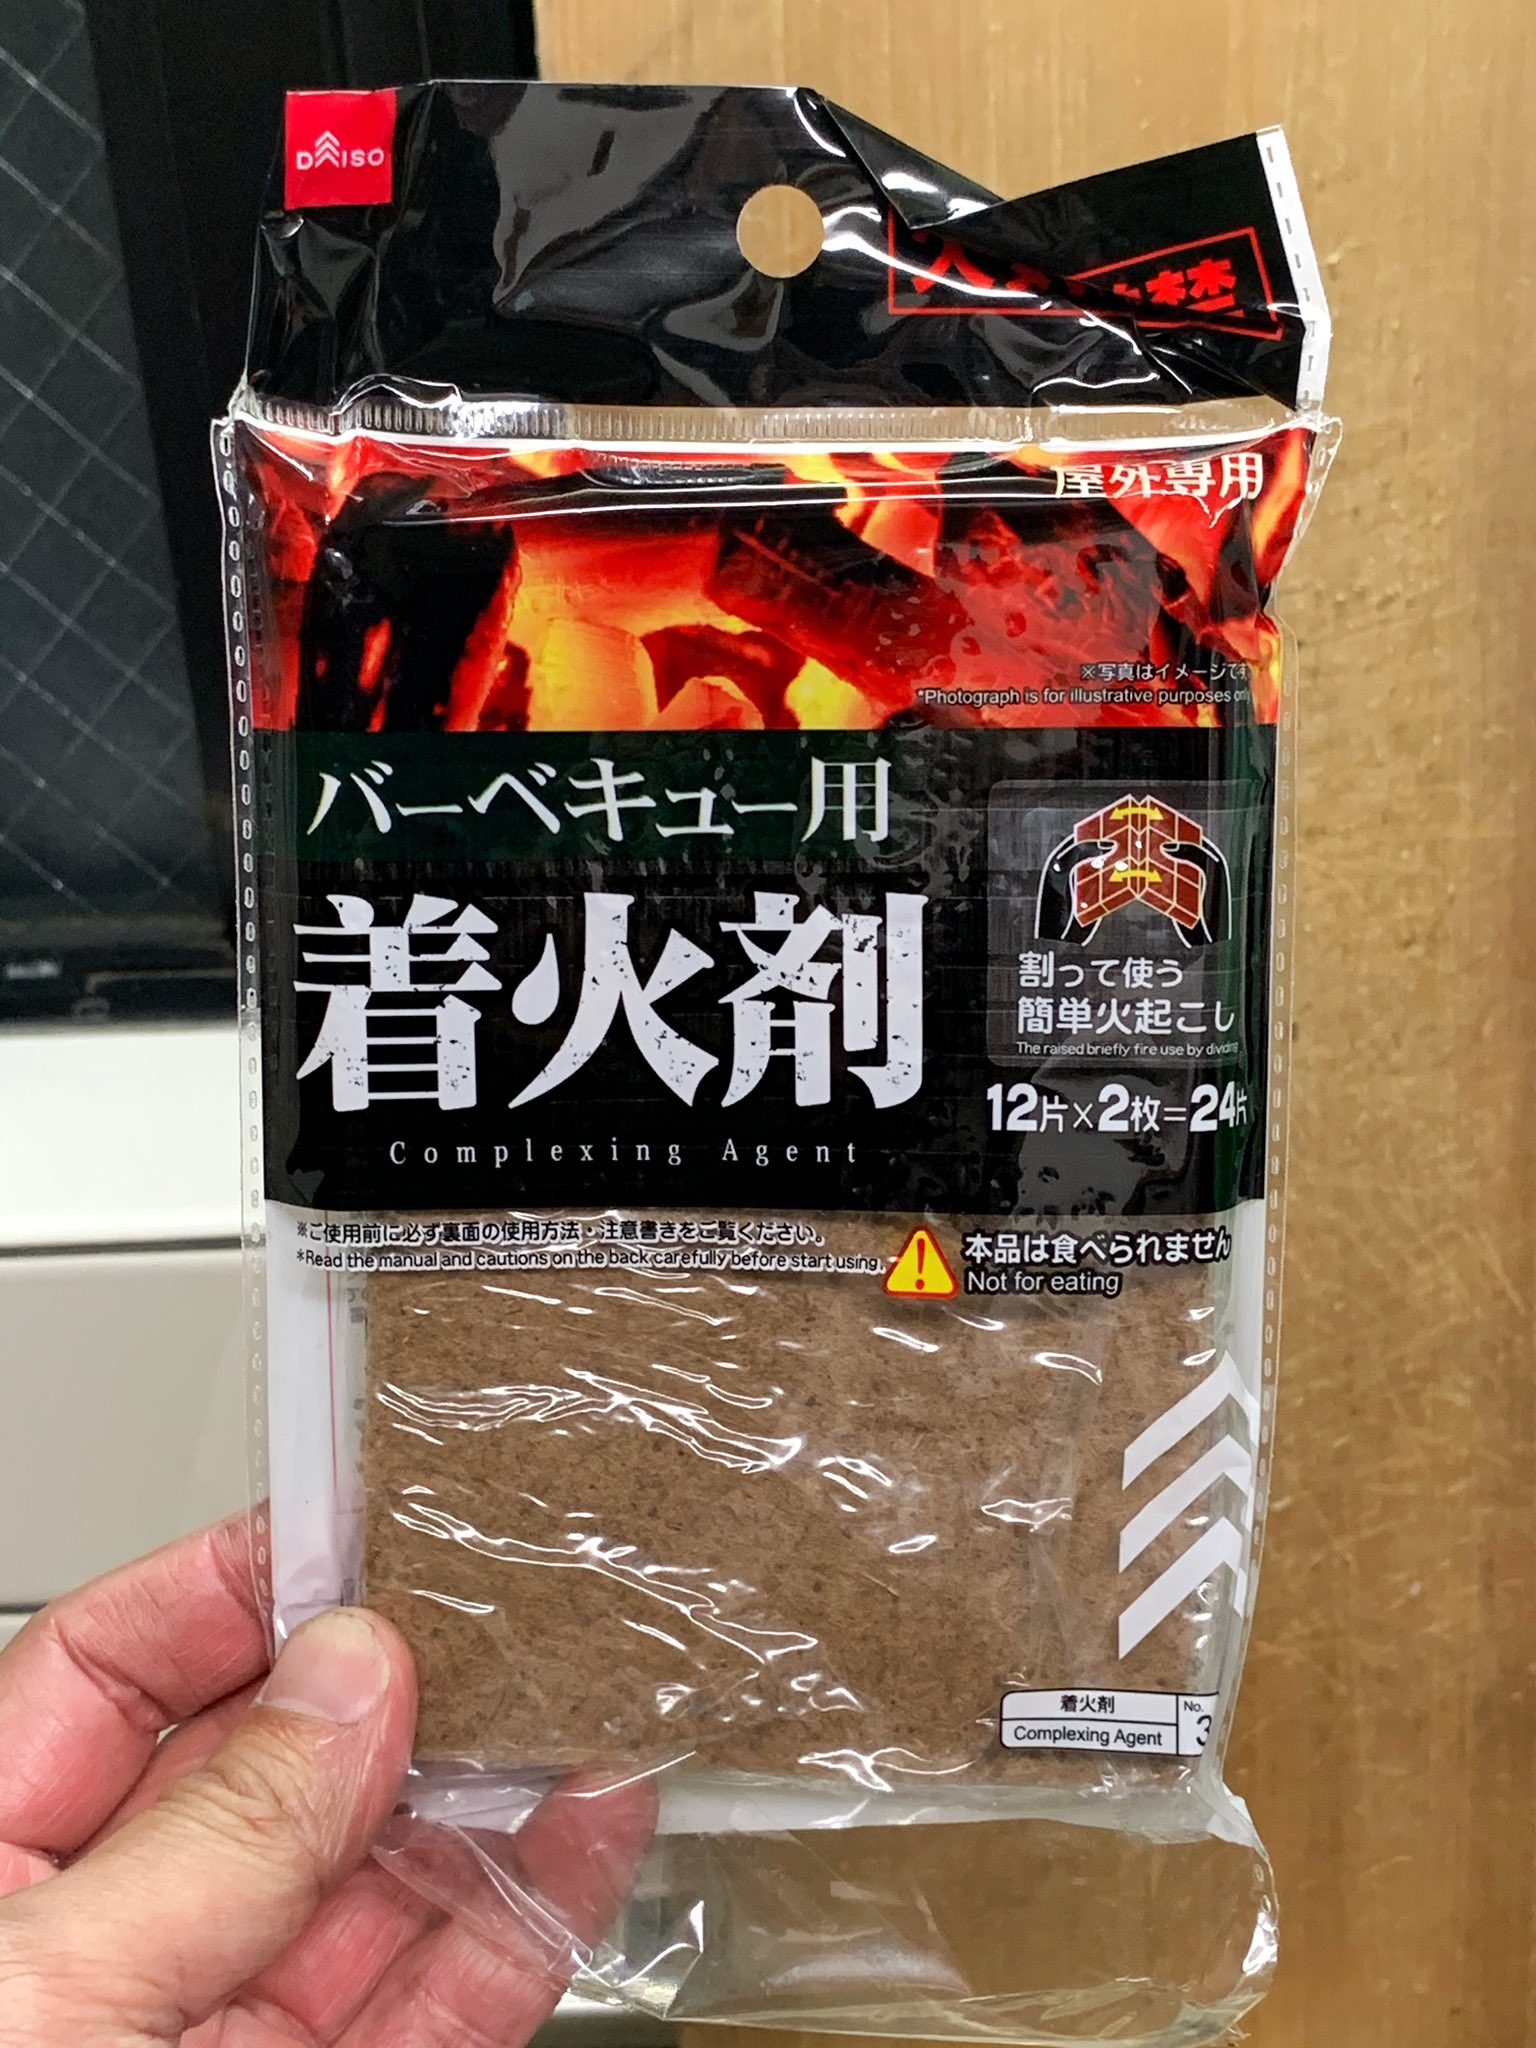 DAISO
屋外専用
※写真はイメージです
*Photograph is for illustrative purposes only
バーベキュー用
着火剤
Complexing Agent
割って使う
簡単火起こし
The raised briefly fire use by dividing
12片×2枚=24片
※ご使用前に必ず裏面の使用方法・注意書きをご覧ください。
*Read the manual and cautions on the back carefully before start using.
本品は食べられません
Not for eating
着火剤
Complexing Agent
No.
3